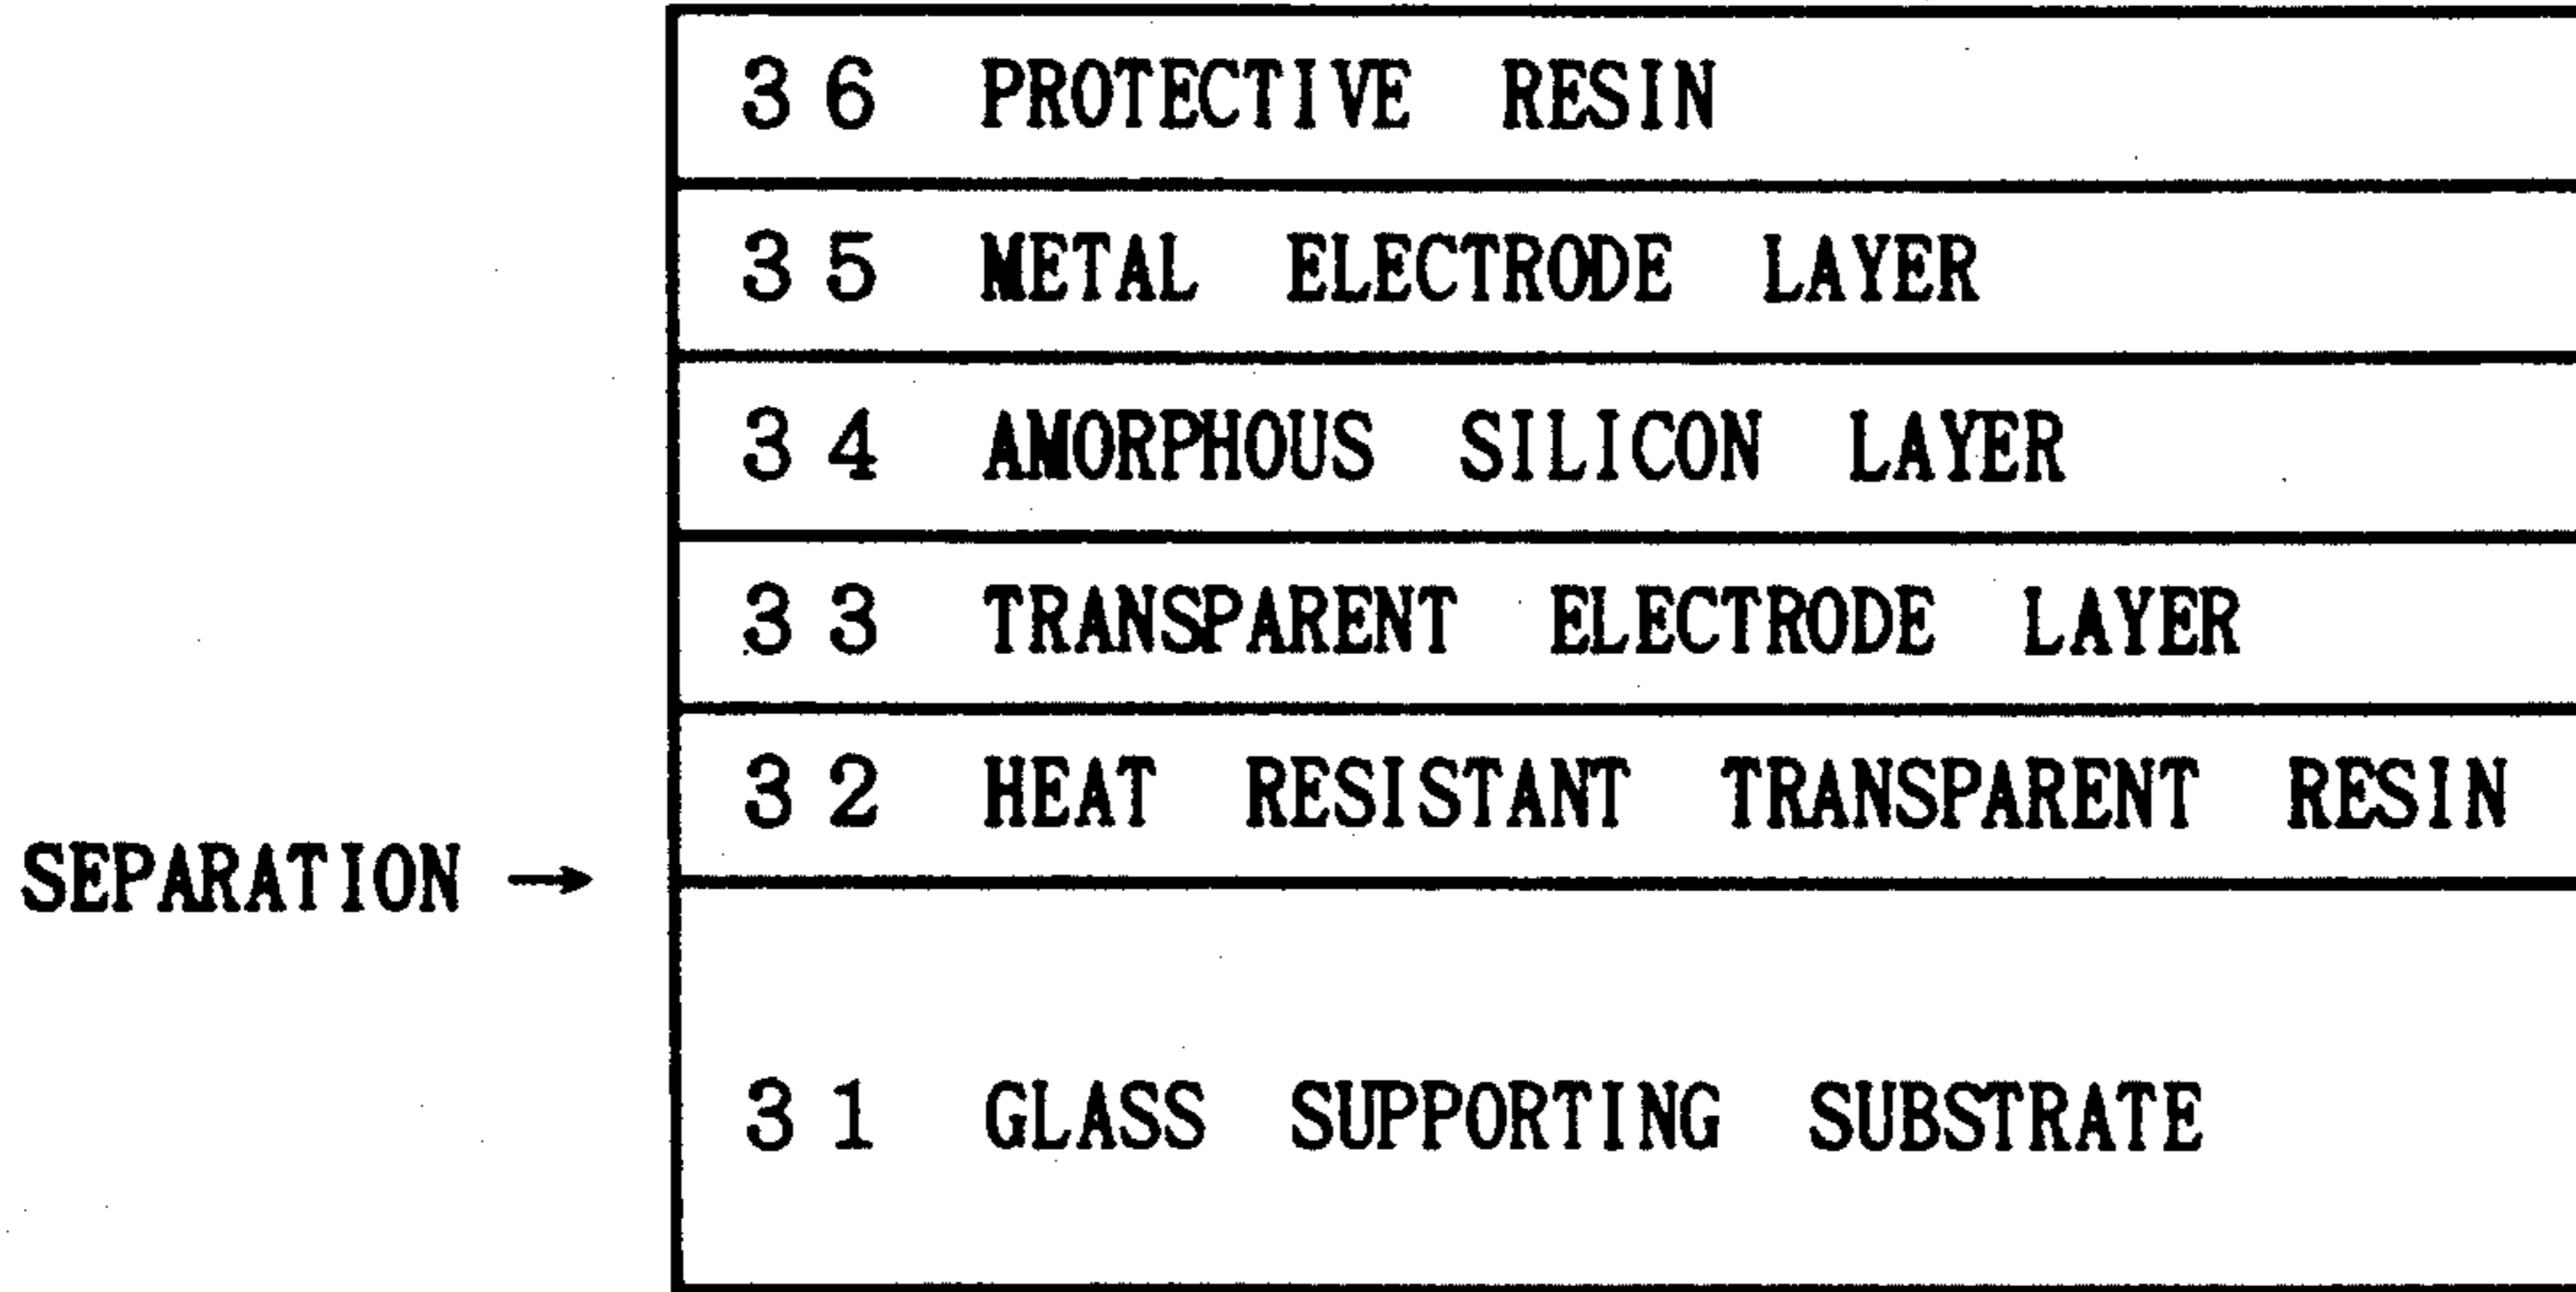 36 PROTECTIVE RESIN
35 METAL ELECTRODE LAYER
34 AMORPHOUS SILICON LAYER
33 TRANSPARENT ELECTRODE LAYER
32 HEAT RESISTANT TRANSPARENT RESIN
SEPARATION →
31 GLASS SUPPORTING SUBSTRATE